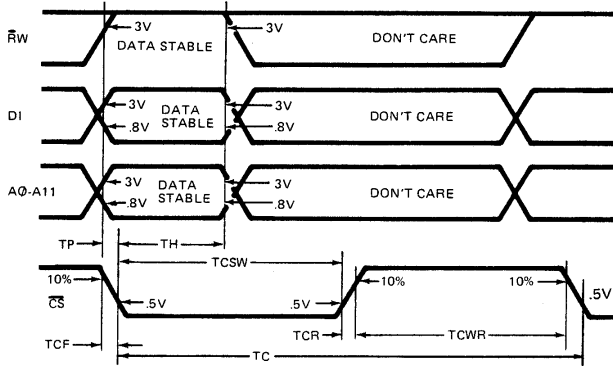 R̅W
3V
DATA STABLE
3V
DON'T CARE
DI
3V
DATA
STABLE
3V
DON'T CARE
.8V
.8V
AØ-A11
3V
DATA
STABLE
3V
DON'T CARE
.8V
.8V
TP
TH
TCSW
10%
10%
10%
C̅S̅
.5V
.5V
.5V
TCR
TCWR
TCF
TC